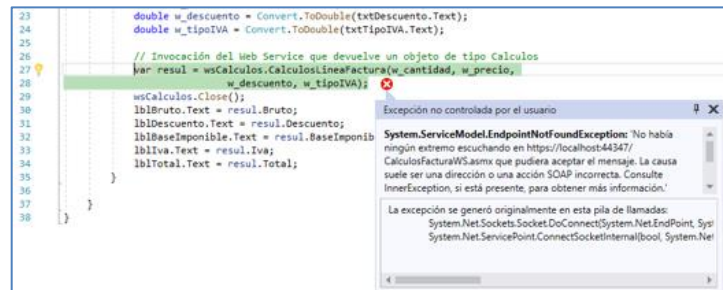 23 double w_descuento = Convert.ToDouble(txtDescuento.Text);
24 double w_tipoIVA = Convert.ToDouble(txtTipoIVA.Text);
25
26 // Invocación del Web Service que devuelve un objeto de tipo Calculos
27 var resul = wsCalculos.CalculosLineaFactura(w_cantidad, w_precio,
28 w_descuento, w_tipoIVA);
29 wsCalculos.Close();
30 lblBruto.Text = resul.Bruto;
31 lblDescuento.Text = resul.Descuento;
32 lblBaseImponible.Text = resul.BaseImponib
33 lblIva.Text = resul.Iva;
34 lblTotal.Text = resul.Total;
35 }
36
37 }
38 }
Excepción no controlada por el usuario
System.ServiceModel.EndpointNotFoundException: 'No había
ningún extremo escuchando en https://localhost:44347/
CalculosFacturaWS.asmx que pudiera aceptar el mensaje. La causa
suele ser una dirección o una acción SOAP incorrecta. Consulte
InnerException, si está presente, para obtener más información.'
La excepción se generó originalmente en esta pila de llamadas:
System.Net.Sockets.Socket.DoConnect(System.Net.EndPoint, Sys
System.Net.ServicePoint.ConnectSocketInternal(bool, System.Ne